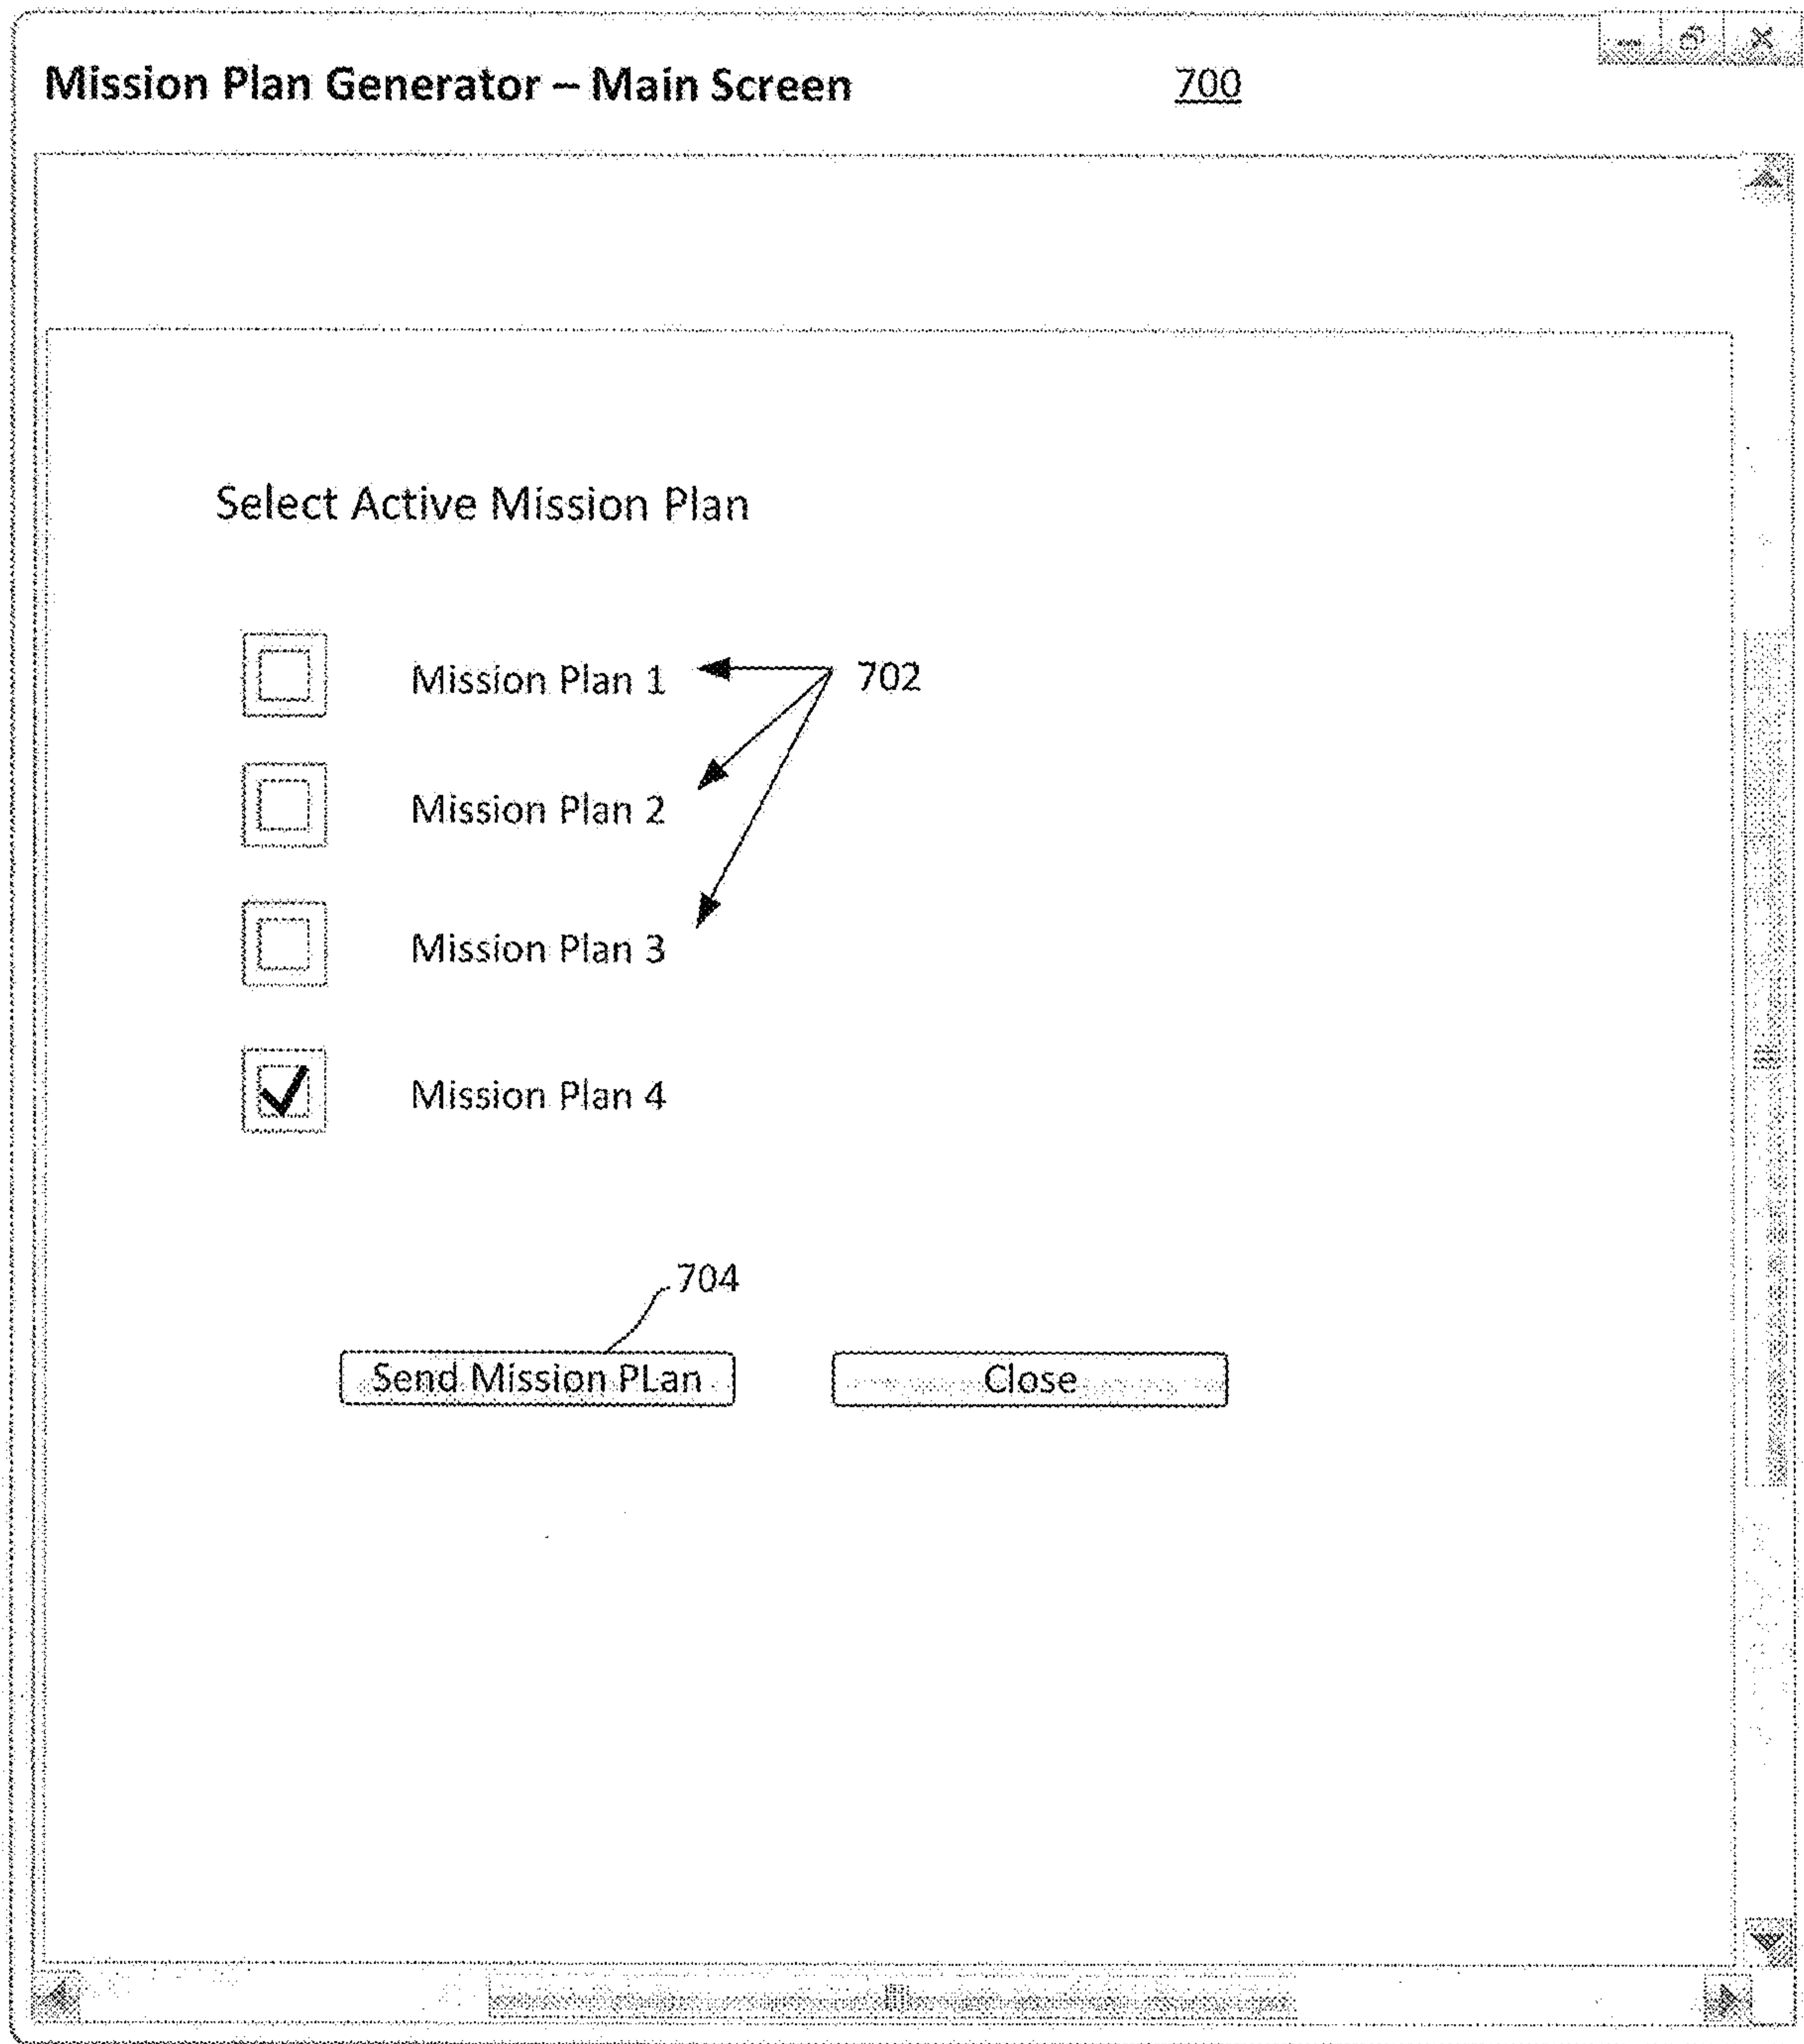 Mission Plan Generator – Main Screen 700
Select Active Mission Plan
Mission Plan 1 702
Mission Plan 2
Mission Plan 3
Mission Plan 4
704
Send Mission PLan Close